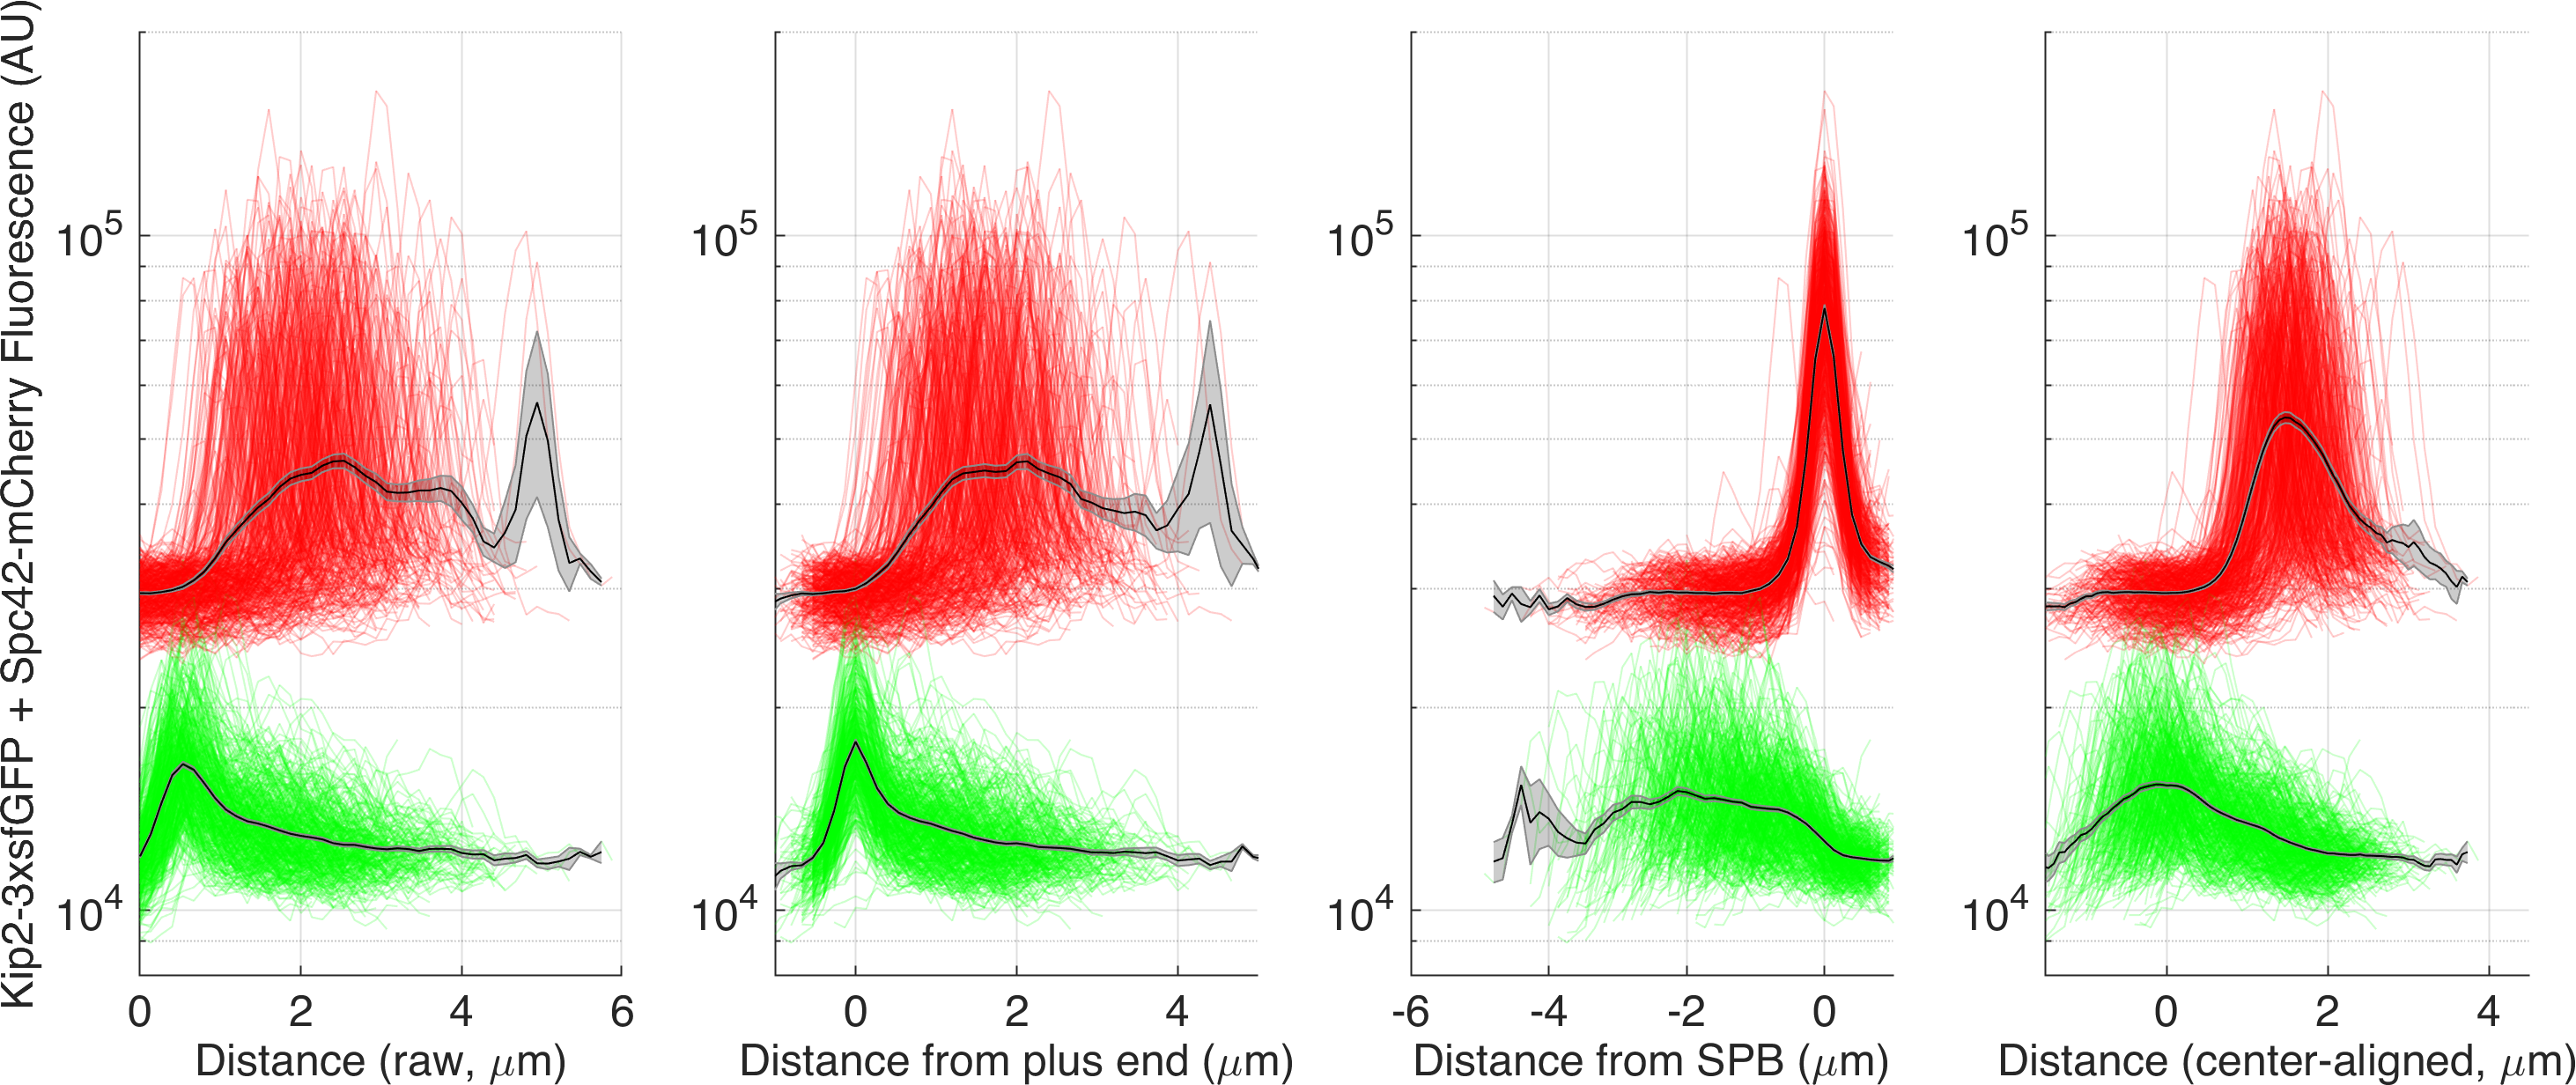 Kip2-3xsfGFP + Spc42-mCherry Fluorescence (AU)
10^5
10^4
0 2 4 6
Distance (raw, μm)
10^5
10^4
0 2 4
Distance from plus end (μm)
10^5
10^4
-6 -4 -2 0
Distance from SPB (μm)
10^5
10^4
0 2 4
Distance (center-aligned, μm)